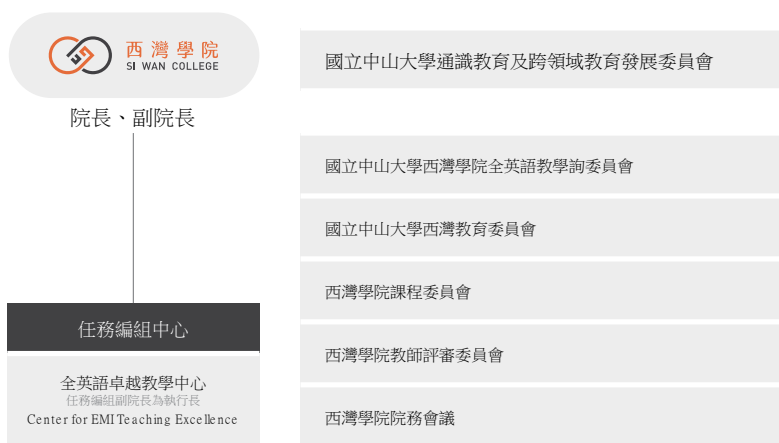 西灣學院
SI WAN COLLEGE
院長、副院長
任務編組中心
全英語卓越教學中心
任務編組副院長為執行長
Center for EMI Teaching Excellence
國立中山大學通識教育及跨領域教育發展委員會
國立中山大學西灣學院全英語教學詢委員會
國立中山大學西灣教育委員會
西灣學院課程委員會
西灣學院教師評審委員會
西灣學院院務會議